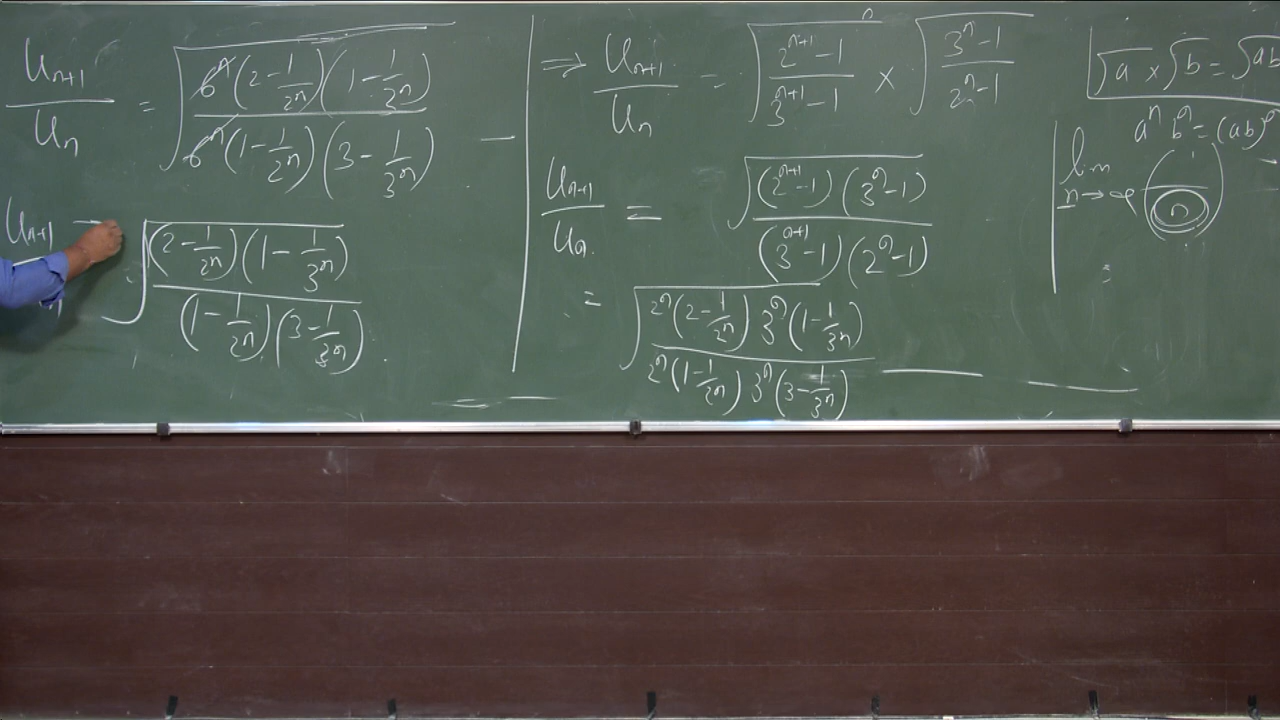 U_{n+1}/U_n = √(6^n(2 - 1/2^n)(1 - 1/3^n) / 6^n(1 - 1/2^n)(3 - 1/3^n))
U_{n+1} = √((2 - 1/2^n)(1 - 1/3^n) / (1 - 1/2^n)(3 - 1/3^n))
⇒ U_{n+1}/U_n = √((2^{n+1} - 1)/(3^{n+1} - 1)) × √((3^n - 1)/(2^n - 1))
U_{n+1}/U_n = √((2^{n+1} - 1)(3^n - 1) / (3^{n+1} - 1)(2^n - 1))
= √(2^n(2 - 1/2^n) 3^n(1 - 1/3^n) / 2^n(1 - 1/2^n) 3^n(3 - 1/3^n))
√a × √b = √ab
a^n b^n = (ab)^n
lim n→∞ (1/n)
=